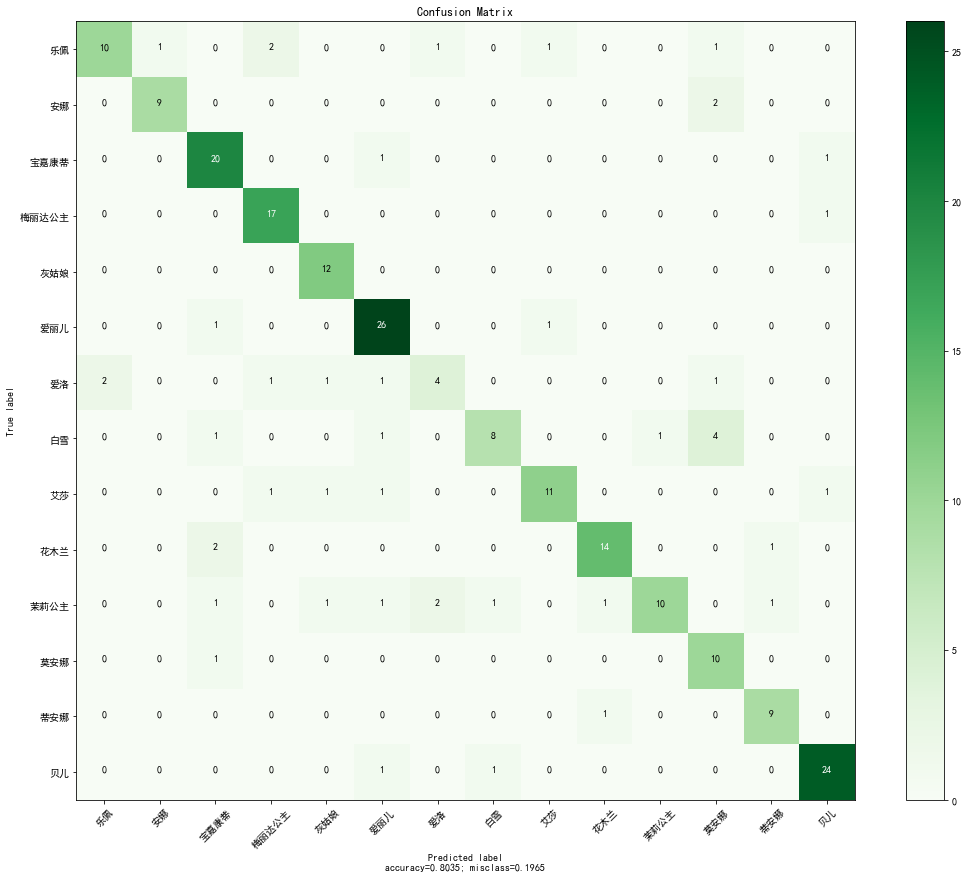 Confusion Matrix
乐佩 10 1 0 2 0 0 1 0 1 0 0 1 0 0
安娜 0 9 0 0 0 0 0 0 0 0 0 2 0 0
宝嘉康蒂 0 0 20 0 0 1 0 0 0 0 0 0 0 1
梅丽达公主 0 0 0 17 0 0 0 0 0 0 0 0 0 1
灰姑娘 0 0 0 0 12 0 0 0 0 0 0 0 0 0
爱丽儿 0 0 1 0 0 26 0 0 1 0 0 0 0 0
爱洛 2 0 0 1 1 1 4 0 0 0 0 1 0 0
白雪 0 0 1 0 0 1 0 8 0 0 1 4 0 0
艾莎 0 0 0 1 1 1 0 0 11 0 0 0 0 1
花木兰 0 0 2 0 0 0 0 0 0 14 0 0 1 0
茉莉公主 0 0 1 0 1 1 2 1 0 1 10 0 1 0
莫安娜 0 0 1 0 0 0 0 0 0 0 0 10 0 0
蒂安娜 0 0 0 0 0 0 0 0 0 1 0 0 9 0
贝儿 0 0 0 0 0 1 0 1 0 0 0 0 0 24
True label
乐佩 安娜 宝嘉康蒂 梅丽达公主 灰姑娘 爱丽儿 爱洛 白雪 艾莎 花木兰 茉莉公主 莫安娜 蒂安娜 贝儿
Predicted label
accuracy=0.8035; misclass=0.1965
25
20
15
10
5
0